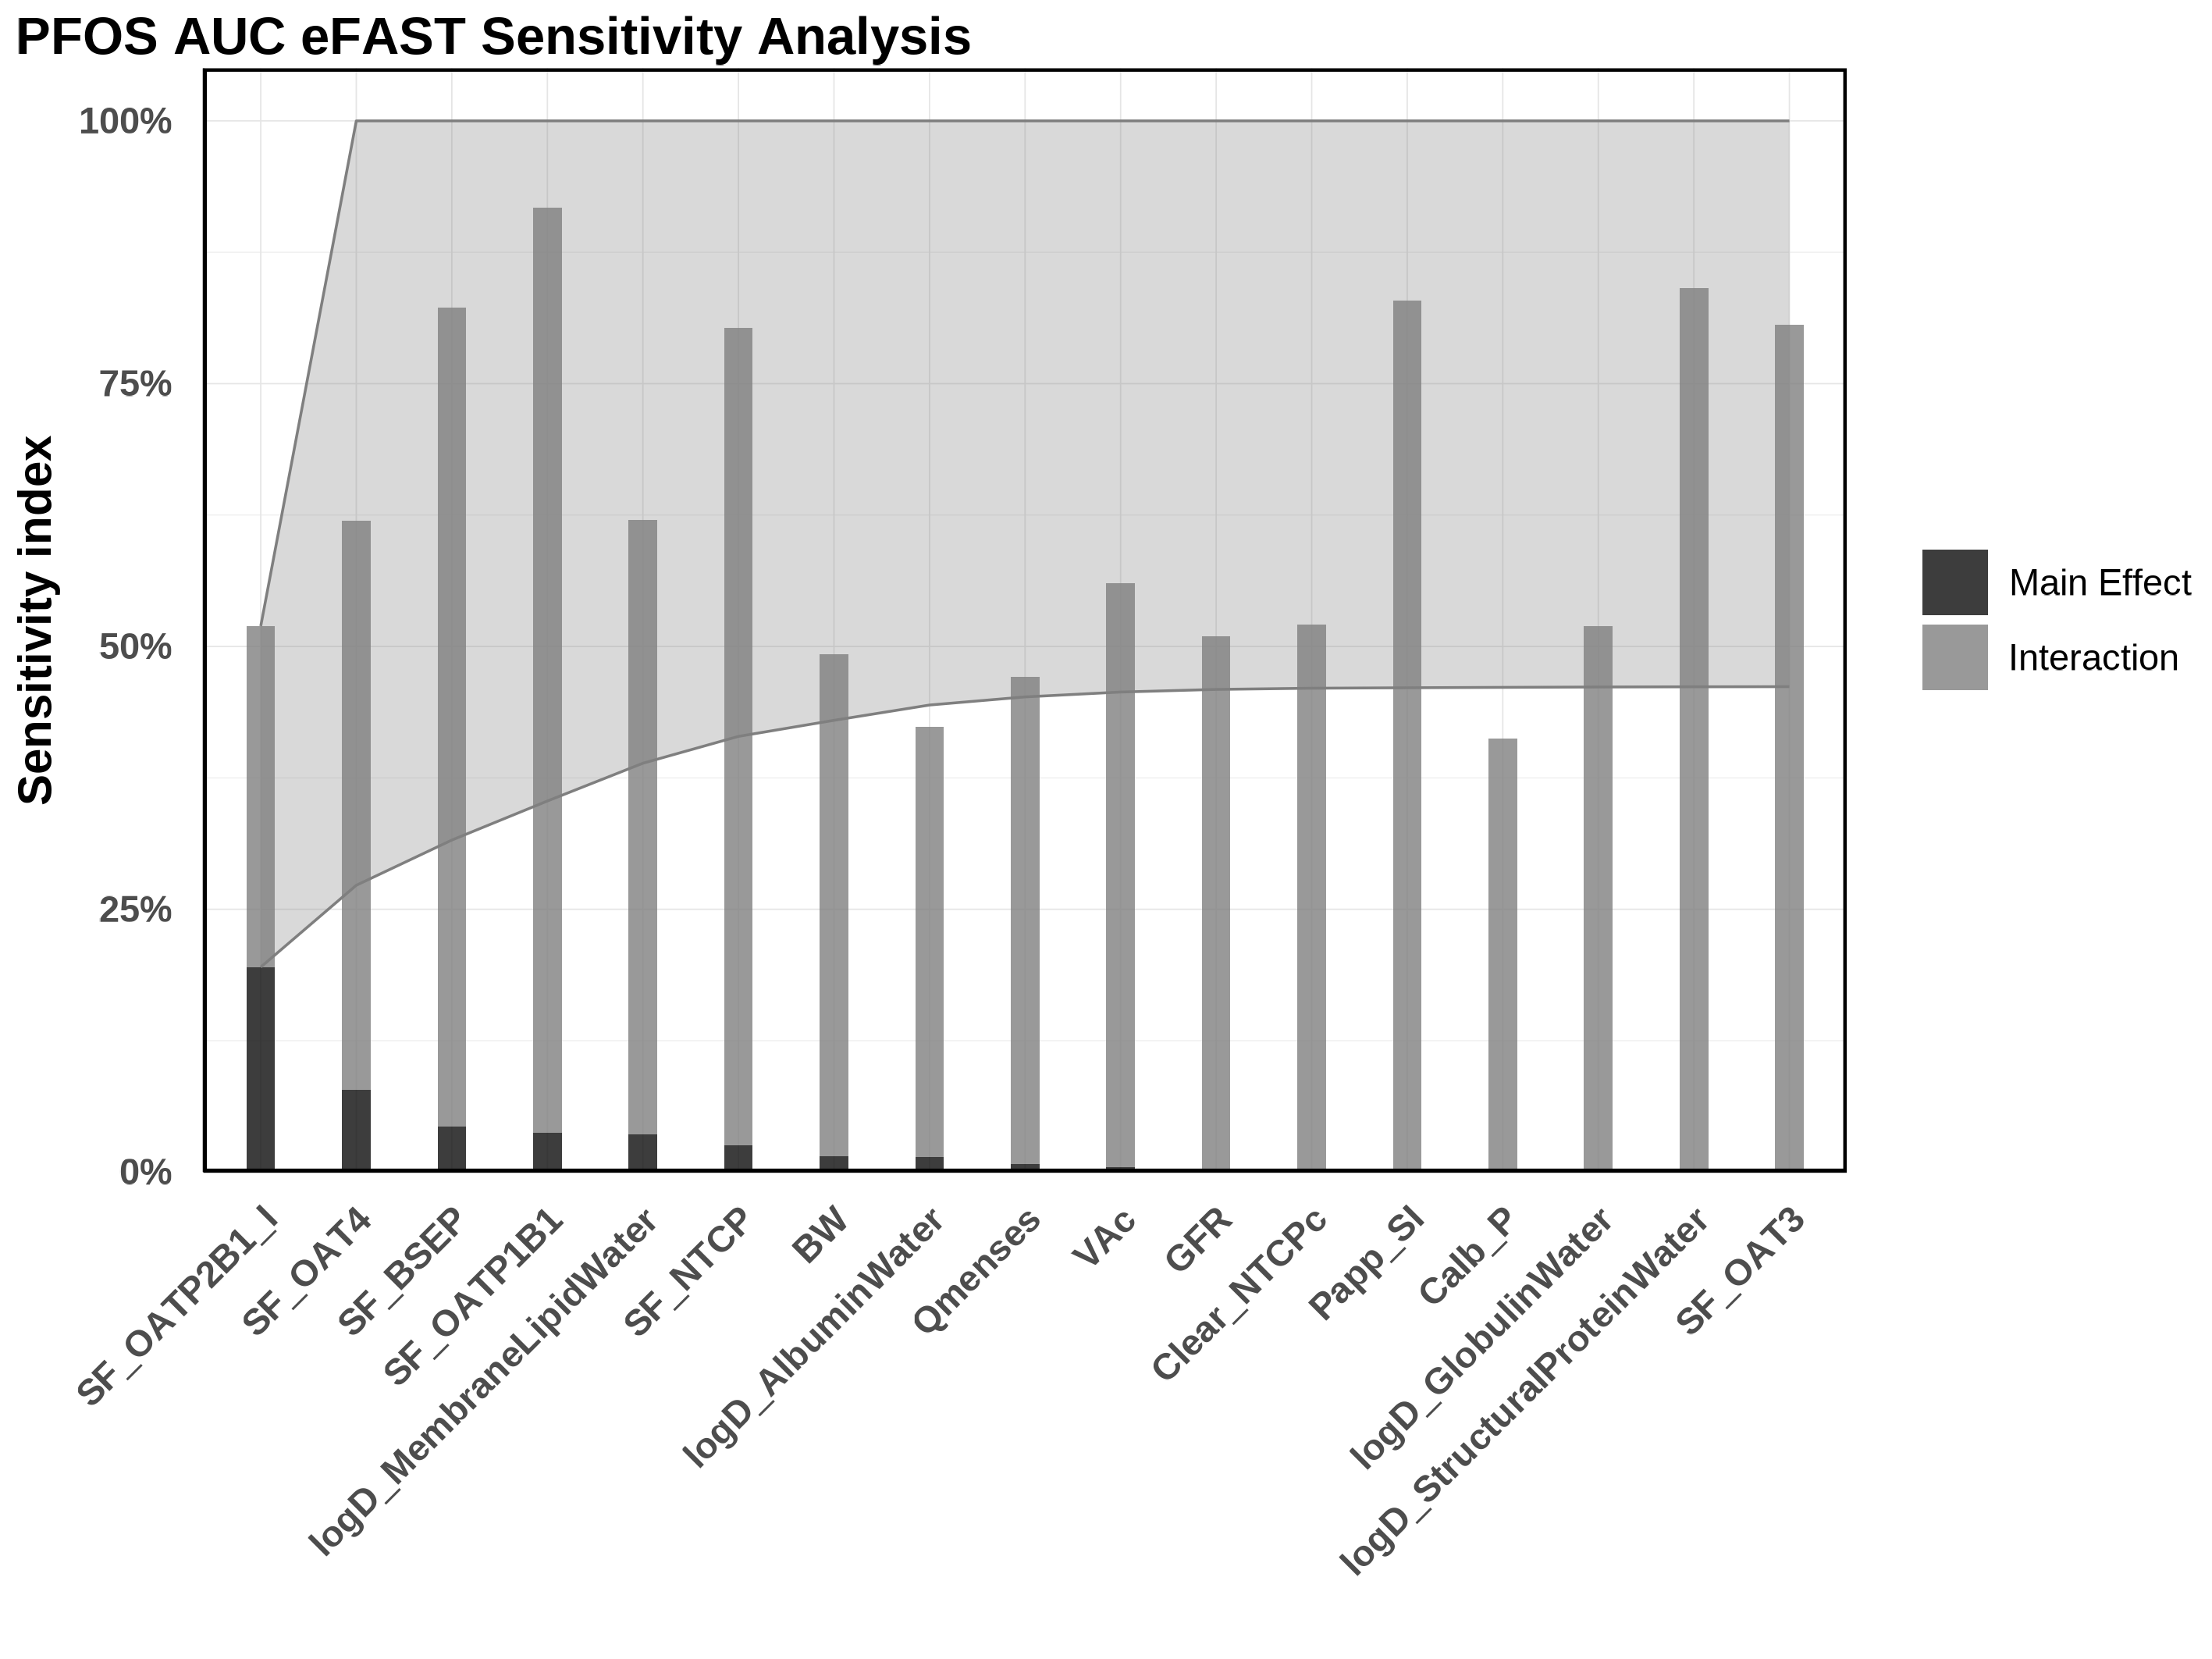 PFOS AUC eFAST Sensitivity Analysis
Sensitivity index
100%
75%
50%
25%
0%
Main Effect
Interaction
SF_OATP2B1_I
SF_OAT4
SF_BSEP
SF_OATP1B1
logD_MembraneLipidWater
SF_NTCP
BW
logD_AlbuminWater
Qmenses
VAc
GFR
Clear_NTCPc
Papp_SI
Calb_P
logD_GlobulinWater
logD_StructuralProteinWater
SF_OAT3